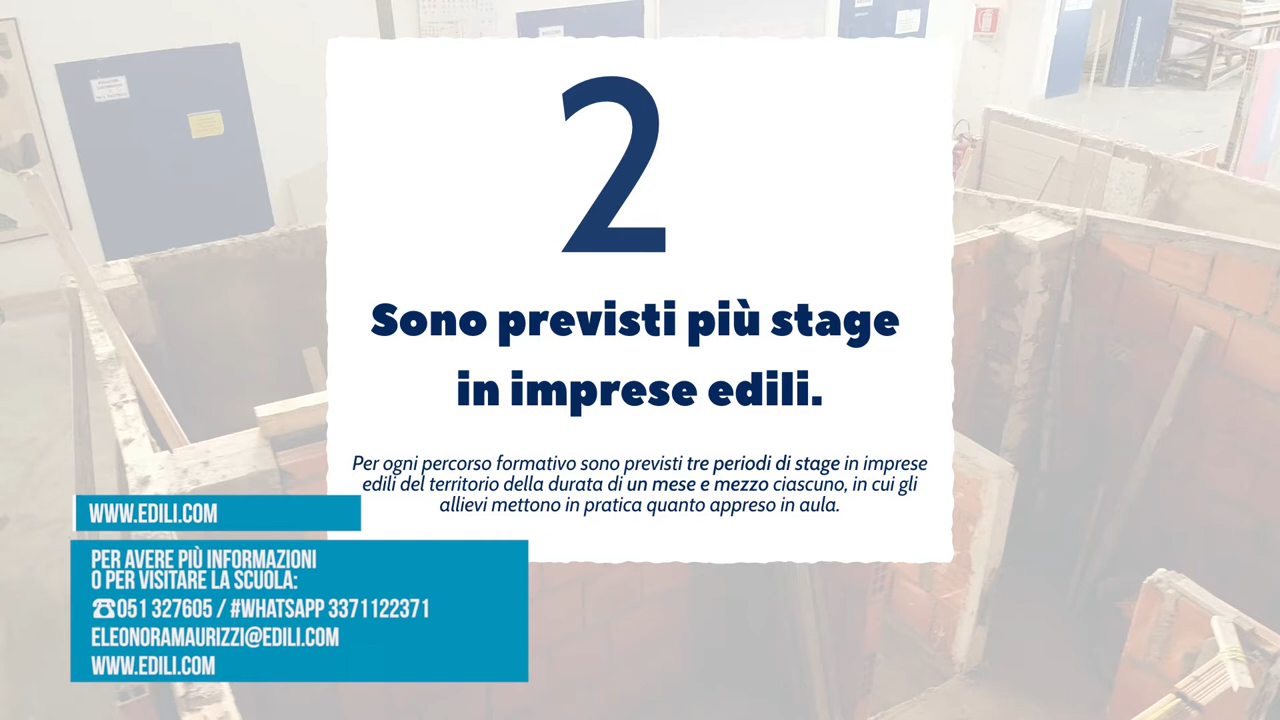 2
Sono previsti più stage
in imprese edili.
Per ogni percorso formativo sono previsti tre periodi di stage in imprese
edili del territorio della durata di un mese e mezzo ciascuno, in cui gli
allievi mettono in pratica quanto appreso in aula.
WWW.EDILI.COM
PER AVERE PIÙ INFORMAZIONI
O PER VISITARE LA SCUOLA:
☎051 327605 / #WHATSAPP 3371122371
ELEONORAMAURIZZI@EDILI.COM
WWW.EDILI.COM